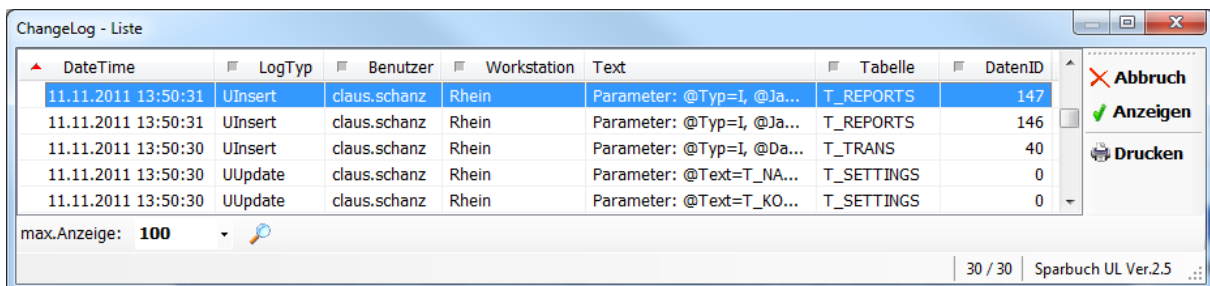 ChangeLog - Liste
DateTime LogTyp Benutzer Workstation Text Tabelle DatenID
11.11.2011 13:50:31 UInsert claus.schanz Rhein Parameter: @Typ=I, @Ja... T_REPORTS 147
11.11.2011 13:50:31 UInsert claus.schanz Rhein Parameter: @Typ=I, @Ja... T_REPORTS 146
11.11.2011 13:50:30 UInsert claus.schanz Rhein Parameter: @Typ=I, @Da... T_TRANS 40
11.11.2011 13:50:30 UUpdate claus.schanz Rhein Parameter: @Text=T_NA... T_SETTINGS 0
11.11.2011 13:50:30 UUpdate claus.schanz Rhein Parameter: @Text=T_KO... T_SETTINGS 0
Abbruch
Anzeigen
Drucken
max.Anzeige: 100
30 / 30 Sparbuch UL Ver.2.5